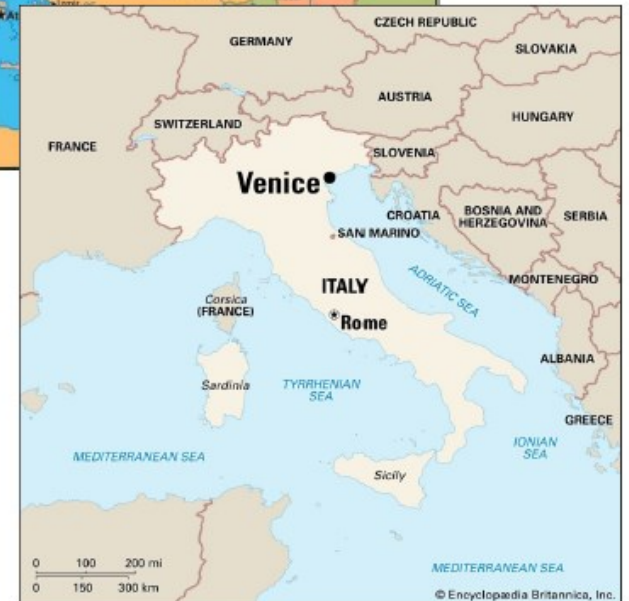 CZECH REPUBLIC
GERMANY
SLOVAKIA
AUSTRIA
HUNGARY
SWITZERLAND
FRANCE
SLOVENIA
Venice
CROATIA
BOSNIA AND
HERZEGOVINA
SERBIA
SAN MARINO
ADRIATIC SEA
MONTENEGRO
ITALY
Corsica
(FRANCE)
Rome
ALBANIA
Sardinia
TYRRHENIAN
SEA
GREECE
IONIAN
SEA
MEDITERRANEAN SEA
Sicily
0 100 200 mi
0 150 300 km
MEDITERRANEAN SEA
© Encyclopædia Britannica, Inc.